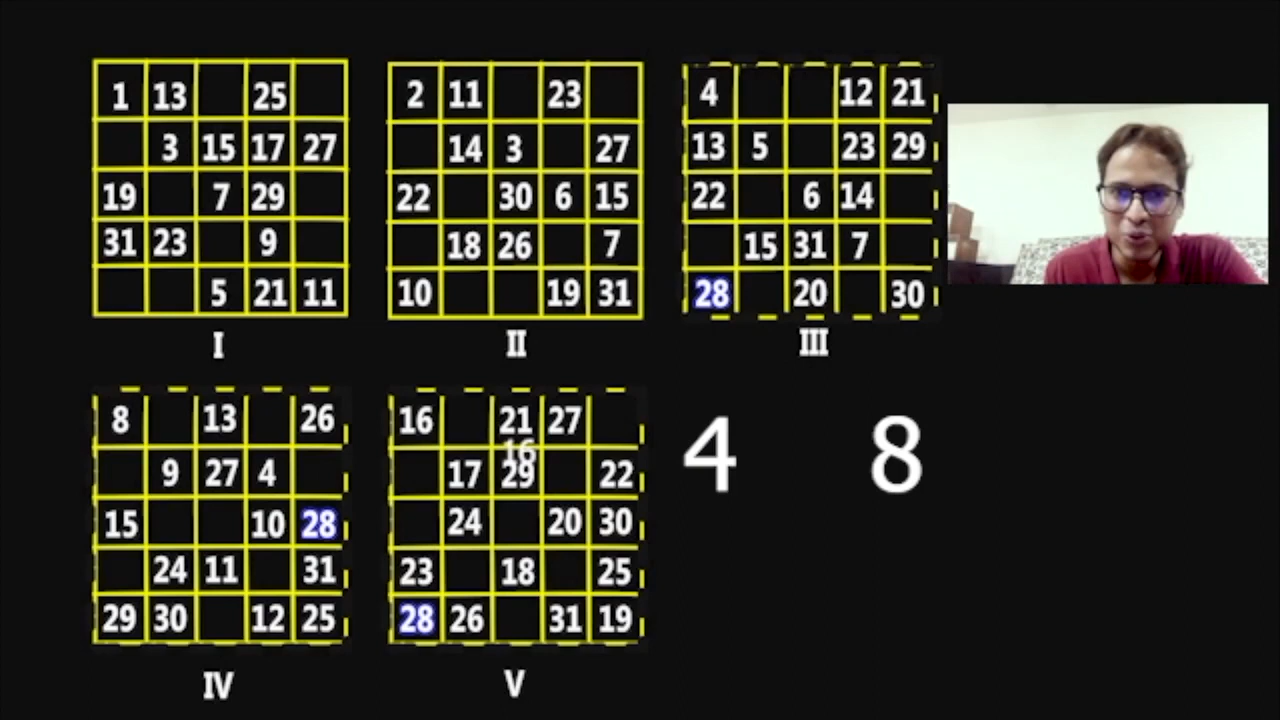 1 13 25
3 15 17 27
19 7 29
31 23 9
5 21 11
I
2 11 23
14 3 27
22 30 6 15
18 26 7
10 19 31
II
4 12 21
13 5 23 29
22 6 14
15 31 7
28 20 30
III
8 13 26
9 27 4
15 10 28
24 11 31
29 30 12 25
IV
16 21 27
16
17 29 22
24 20 30
23 18 25
28 26 31 19
V
4 8